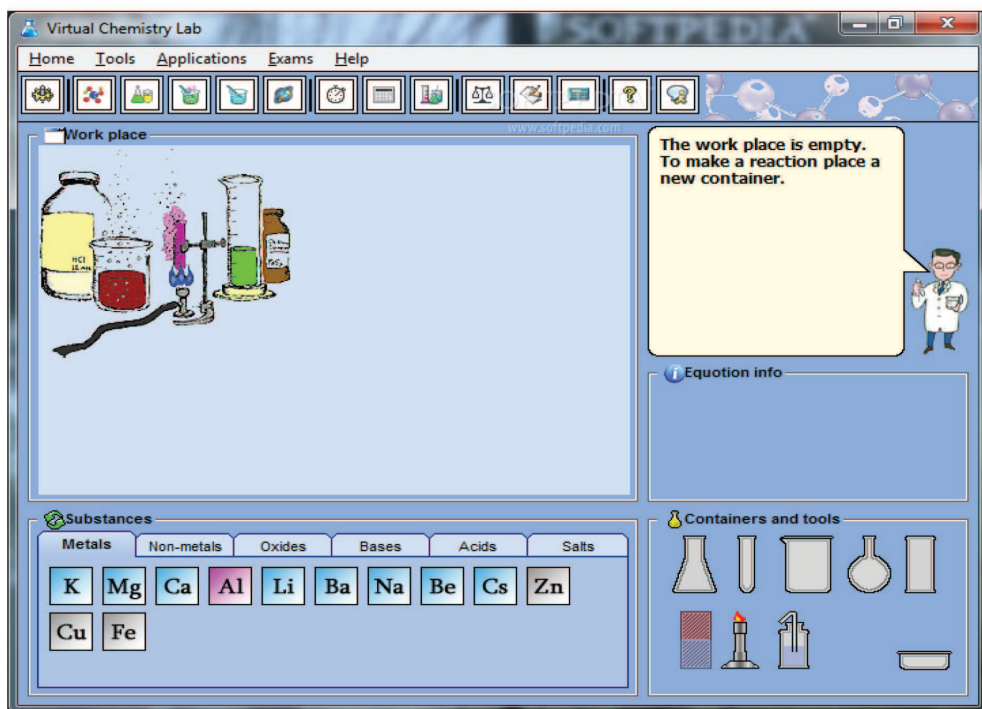 Virtual Chemistry Lab
SOFTPEDIA
Home Tools Applications Exams Help
www.softpedia.com
Work place
HCl
The work place is empty.
To make a reaction place a
new container.
Equotion info
Substances
Metals Non-metals Oxides Bases Acids Salts
K Mg Ca Al Li Ba Na Be Cs Zn
Cu Fe
Containers and tools